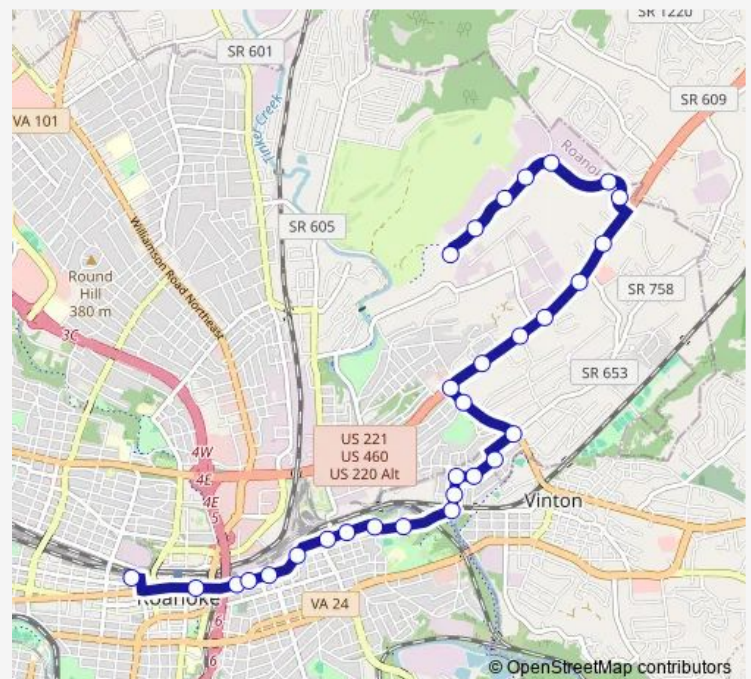 SR 1220
SR 601
SR 609
VA 101
Tinker Creek
Roano
SR 605
Williamson Road Northeast
Round
Hill
380 m
SR 758
3C
SR 653
US 221
US 460
US 220 Alt
4W
4E
4E
5
Vinton
Roanoke
VA 24
6
6
© OpenStreetMap contributors